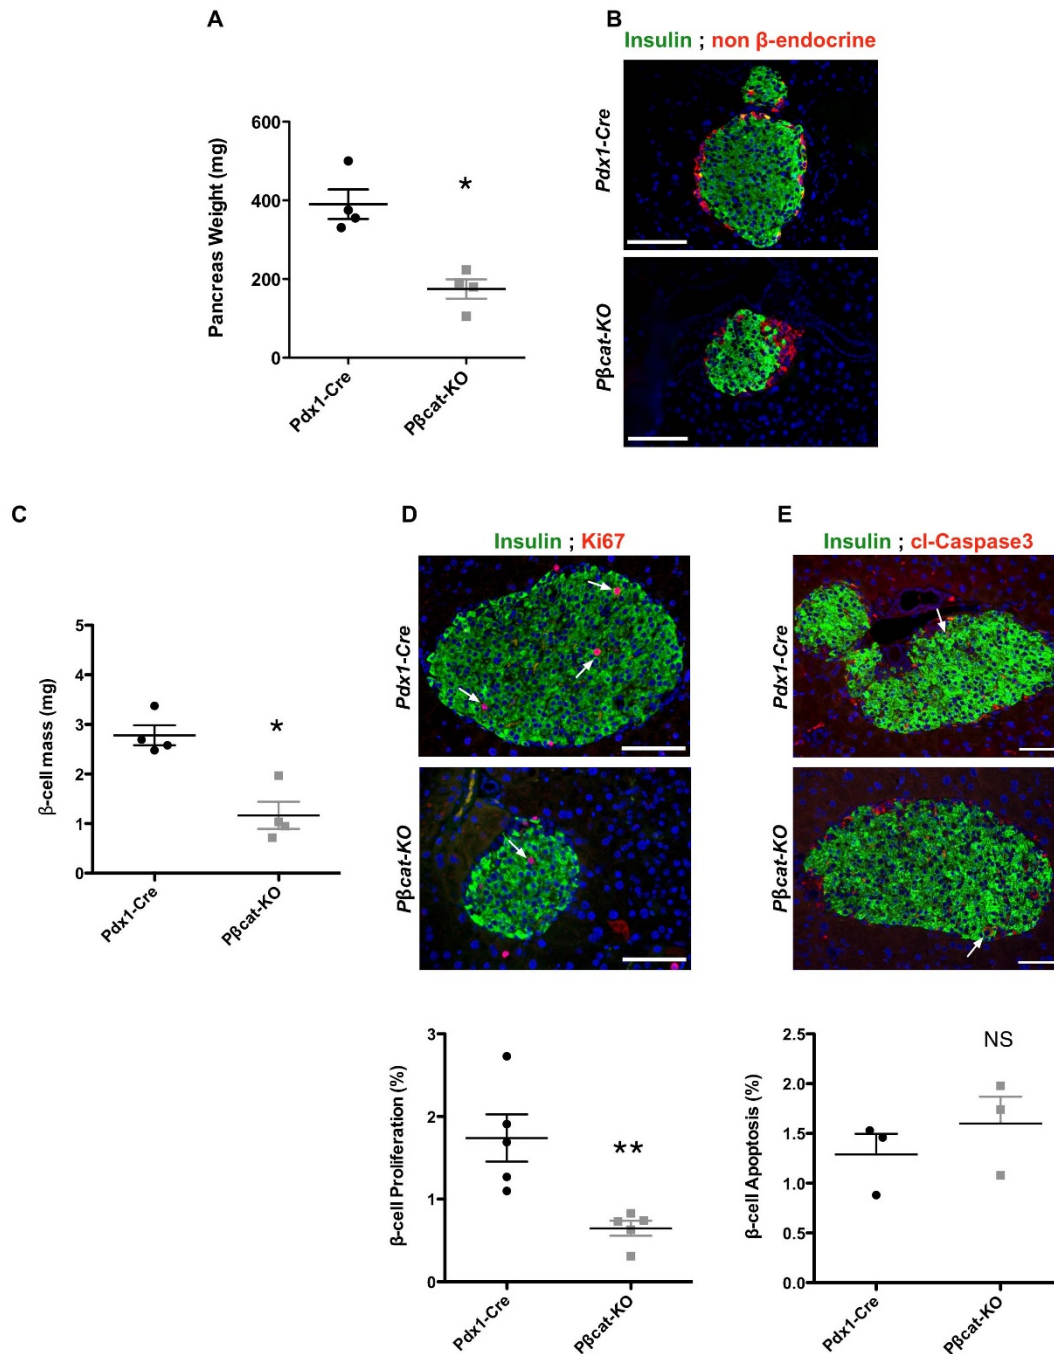 A
Pancreas Weight (mg)
600
400
200
0
*
Pdx1-Cre
Pβcat-KO
B
Insulin ; non β-endocrine
Pdx1-Cre
Pβcat-KO
C
β-cell mass (mg)
5
4
3
2
1
0
*
Pdx1-Cre
Pβcat-KO
D
Insulin ; Ki67
Pdx1-Cre
Pβcat-KO
β-cell Proliferation (%)
3
2
1
0
**
Pdx1-Cre
Pβcat-KO
E
Insulin ; cl-Caspase3
Pdx1-Cre
Pβcat-KO
β-cell Apoptosis (%)
2.5
2.0
1.5
1.0
0.5
0.0
NS
Pdx1-Cre
Pβcat-KO